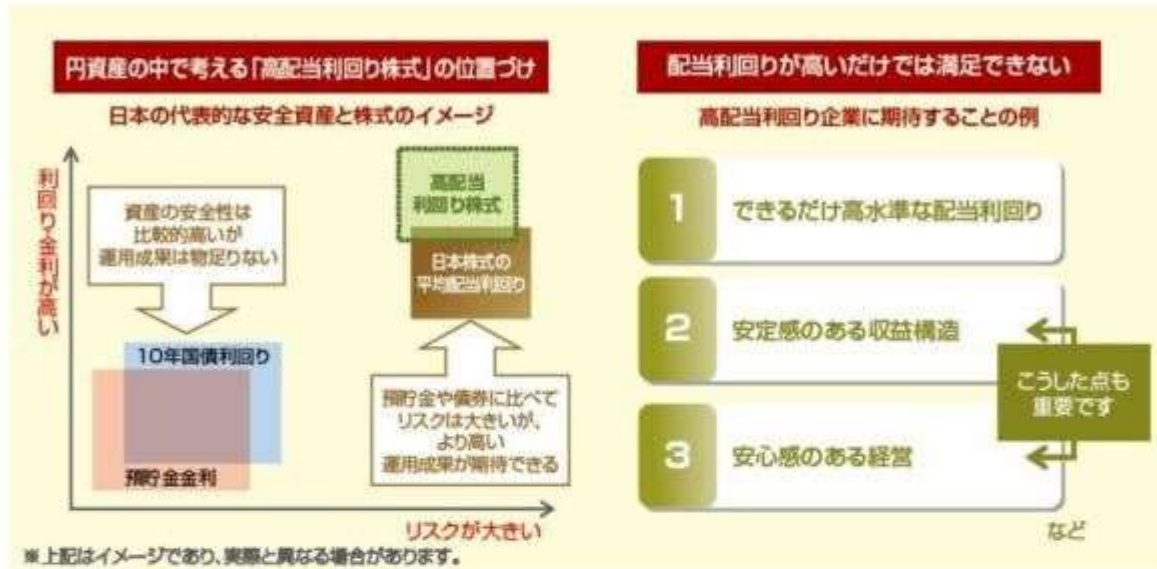 円資産の中で考える「高配当利回り株式」の位置づけ
日本の代表的な安全資産と株式のイメージ
利回り・金利が高い
資産の安全性は
比較的高いが
運用成果は物足りない
高配当
利回り株式
日本株式の
平均配当利回り
10年国債利回り
預貯金金利
預貯金や債券に比べて
リスクは大きいが、
より高い
運用成果が期待できる
リスクが大きい
※上記はイメージであり、実際と異なる場合があります。
配当利回りが高いだけでは満足できない
高配当利回り企業に期待することの例
1 できるだけ高水準な配当利回り
2 安定感のある収益構造
3 安心感のある経営
こうした点も
重要です
など